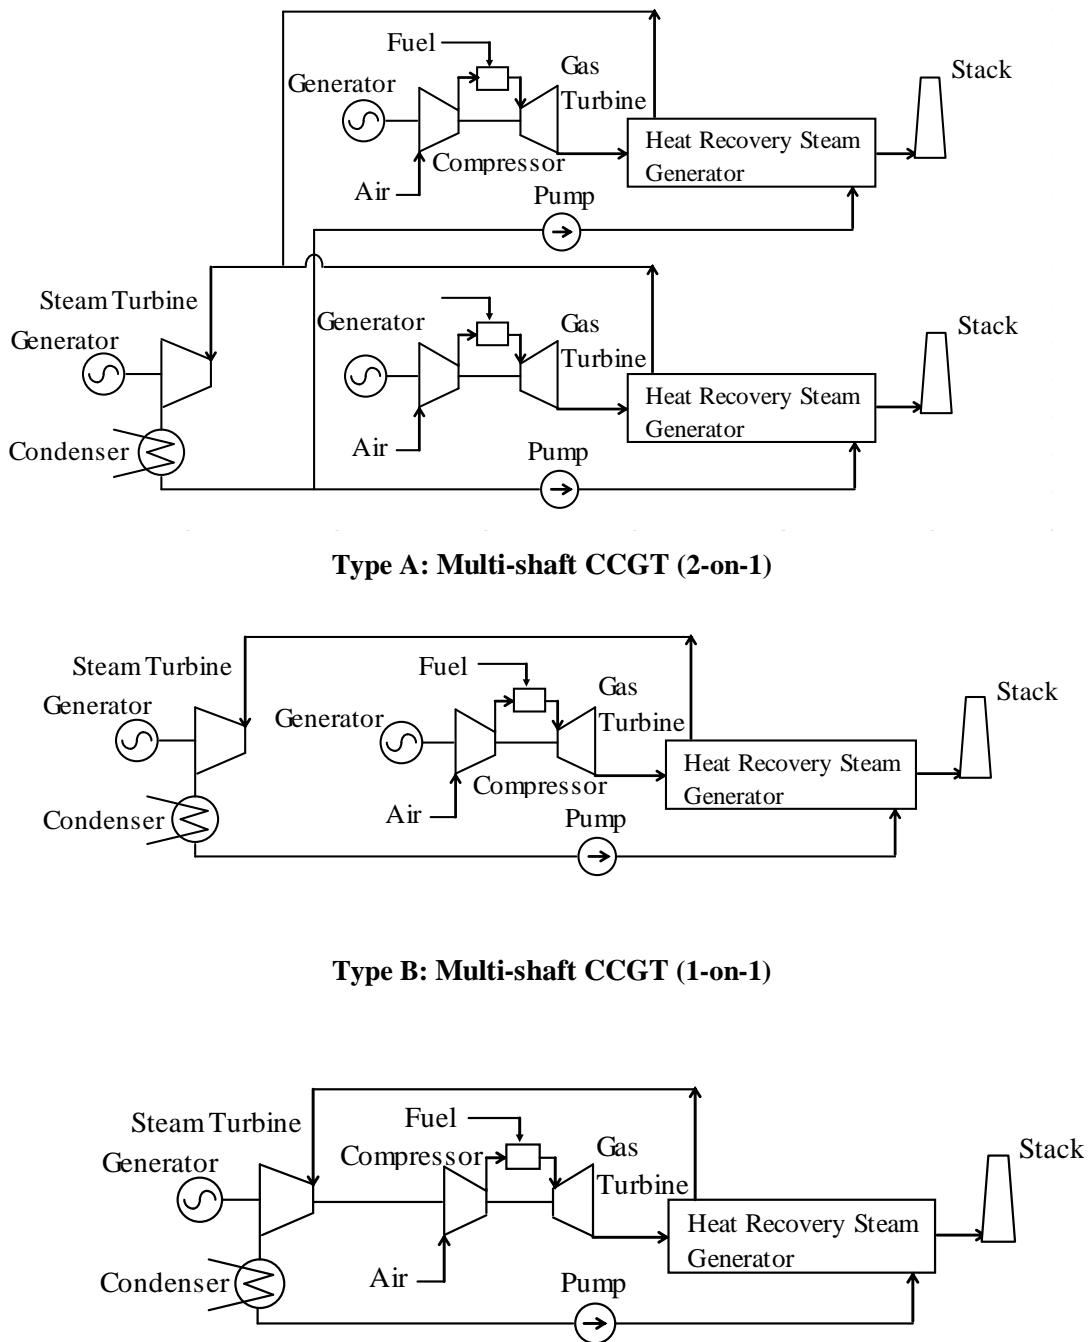 Fuel
Gas
Turbine
Stack
Generator
Heat Recovery Steam
Generator
Compressor
Air
Pump
Steam Turbine
Generator
Generator
Gas
Turbine
Stack
Heat Recovery Steam
Generator
Air
Pump
Condenser
Type A: Multi-shaft CCGT (2-on-1)
Steam Turbine
Fuel
Gas
Turbine
Stack
Generator
Generator
Heat Recovery Steam
Generator
Compressor
Air
Pump
Condenser
Type B: Multi-shaft CCGT (1-on-1)
Steam Turbine
Fuel
Compressor
Gas
Turbine
Stack
Generator
Heat Recovery Steam
Generator
Air
Pump
Condenser